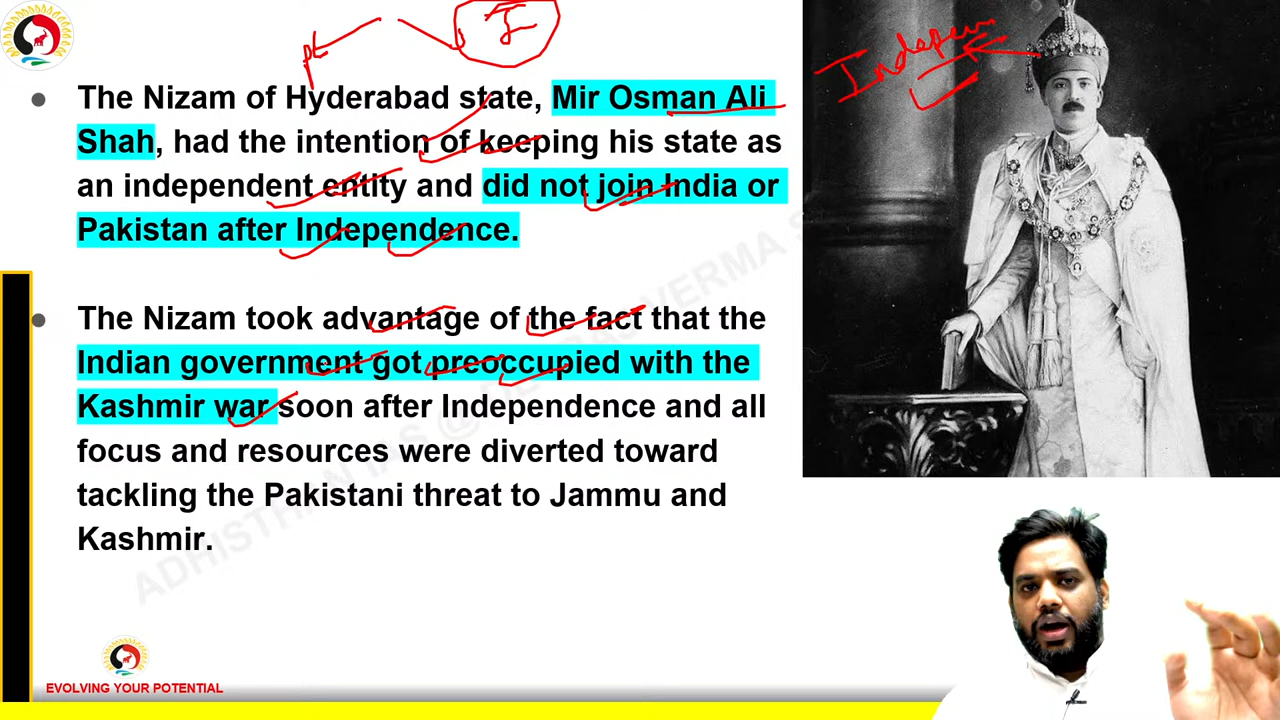 I
pt
Indepen
The Nizam of Hyderabad state, Mir Osman Ali
Shah, had the intention of keeping his state as
an independent entity and did not join India or
Pakistan after Independence.
The Nizam took advantage of the fact that the
Indian government got preoccupied with the
Kashmir war soon after Independence and all
focus and resources were diverted toward
tackling the Pakistani threat to Jammu and
Kashmir.
EVOLVING YOUR POTENTIAL